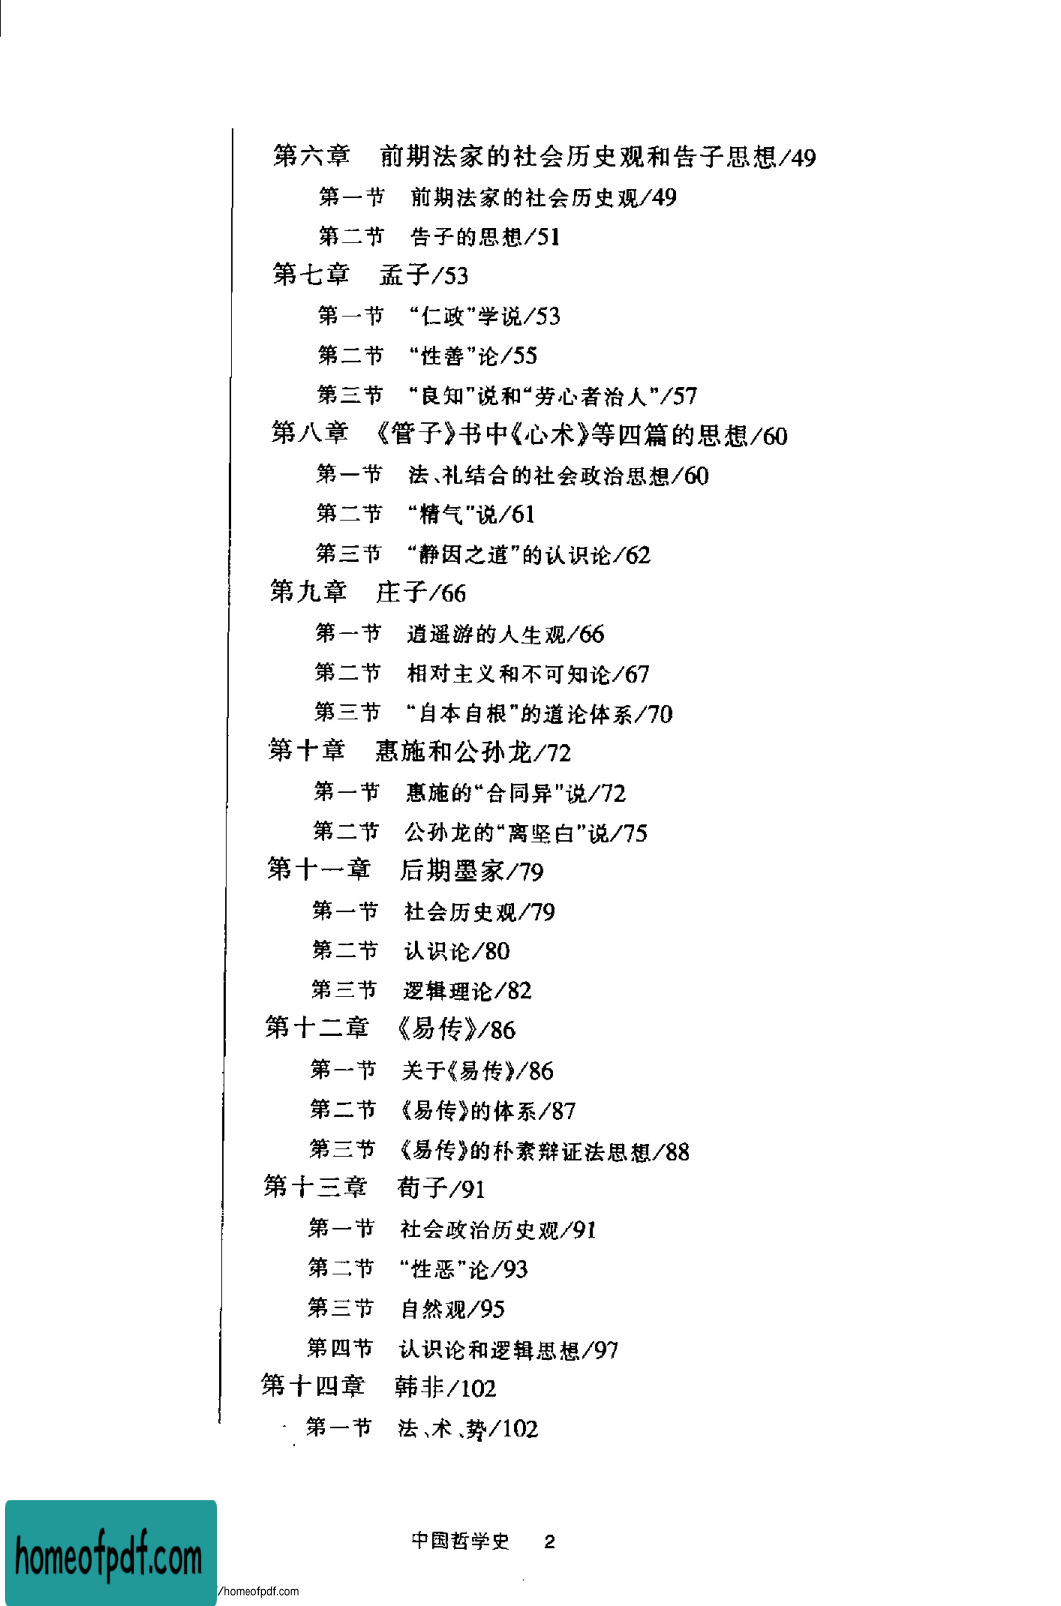 第六章 前期法家的社会历史观和告子思想/49
第一节 前期法家的社会历史观/49
第二节 告子的思想/51
第七章 孟子/53
第一节 “仁政”学说/53
第二节 “性善”论/55
第三节 “良知”说和“劳心者治人”/57
第八章 《管子》书中《心术》等四篇的思想/60
第一节 法、礼结合的社会政治思想/60
第二节 “精气”说/61
第三节 “静因之道”的认识论/62
第九章 庄子/66
第一节 逍遥游的人生观/66
第二节 相对主义和不可知论/67
第三节 “自本自根”的道论体系/70
第十章 惠施和公孙龙/72
第一节 惠施的“合同异”说/72
第二节 公孙龙的“离坚白”说/75
第十一章 后期墨家/79
第一节 社会历史观/79
第二节 认识论/80
第三节 逻辑理论/82
第十二章 《易传》/86
第一节 关于《易传》/86
第二节 《易传》的体系/87
第三节 《易传》的朴素辩证法思想/88
第十三章 荀子/91
第一节 社会政治历史观/91
第二节 “性恶”论/93
第三节 自然观/95
第四节 认识论和逻辑思想/97
第十四章 韩非/102
第一节 法、术、势/102
中国哲学史 2
homeofpdf.com
/homeofpdf.com